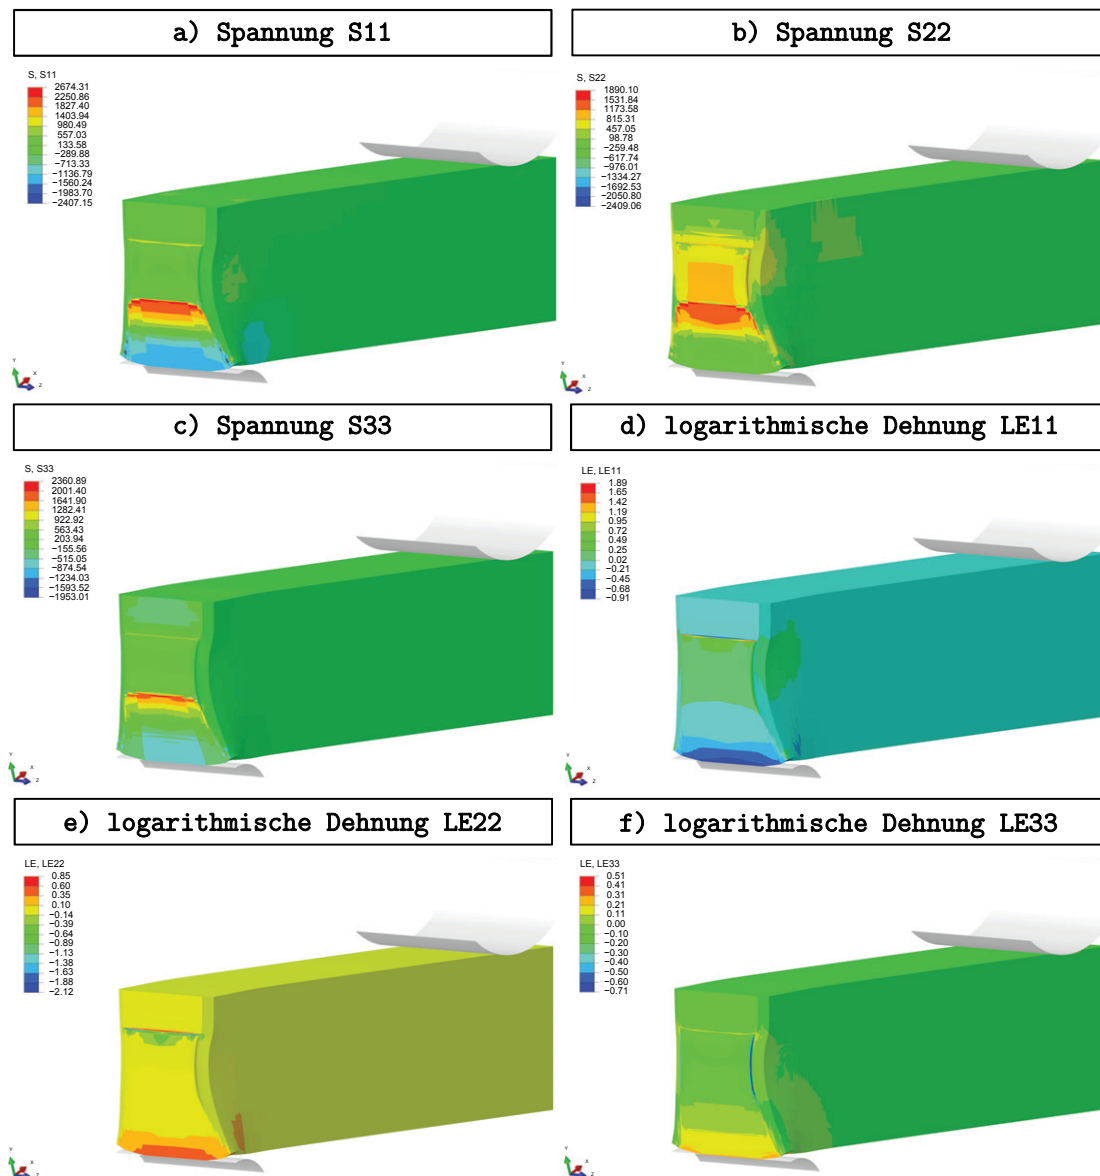 a) Spannung S11
b) Spannung S22
S, S11
2674.31
2250.86
1827.40
1403.94
980.49
557.03
133.58
−289.88
−713.33
−1136.79
−1560.24
−1983.70
−2407.15
Y
X
Z
S, S22
1890.10
1531.84
1173.58
815.31
457.05
98.78
−259.48
−617.74
−976.01
−1334.27
−1692.53
−2050.80
−2409.06
Y
X
Z
c) Spannung S33
d) logarithmische Dehnung LE11
S, S33
2360.89
2001.40
1641.90
1282.41
922.92
563.43
203.94
−155.56
−515.05
−874.54
−1234.03
−1593.52
−1953.01
Y
X
Z
LE, LE11
1.89
1.65
1.42
1.19
0.95
0.72
0.49
0.25
0.02
−0.21
−0.45
−0.68
−0.91
Y
X
Z
e) logarithmische Dehnung LE22
f) logarithmische Dehnung LE33
LE, LE22
0.85
0.60
0.35
0.10
−0.14
−0.39
−0.64
−0.89
−1.13
−1.38
−1.63
−1.88
−2.12
Y
X
LE, LE33
0.51
0.41
0.31
0.21
0.11
0.00
−0.10
−0.20
−0.30
−0.40
−0.50
−0.60
−0.71
Y
X